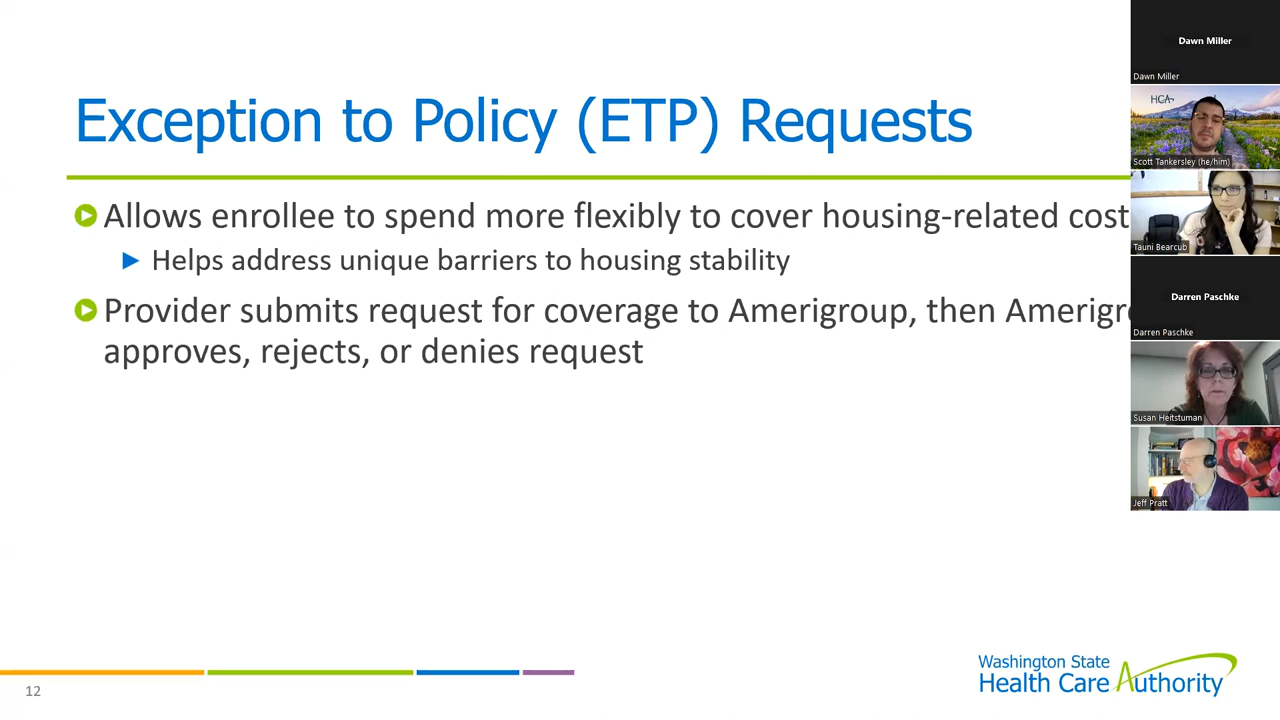 Exception to Policy (ETP) Requests
Allows enrollee to spend more flexibly to cover housing-related cost
Helps address unique barriers to housing stability
Provider submits request for coverage to Amerigroup, then Amerigr
approves, rejects, or denies request
12
Washington State
Health Care Authority
Dawn Miller
Dawn Miller
HCA
Scott Tankersley (he/him)
Tauni Bearcub
Darren Paschke
Darren Paschke
Susan Heitstuman
Jeff Pratt